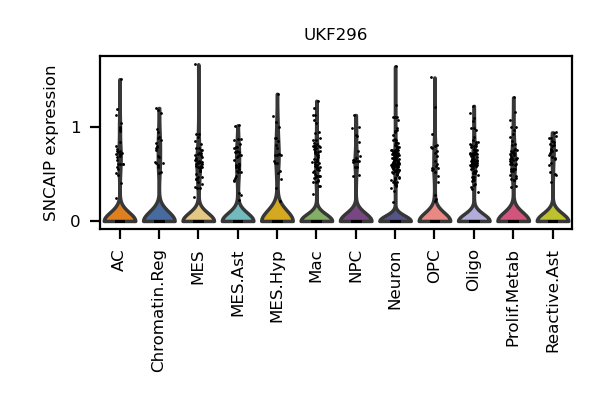 UKF296
SNCAIP expression
1
0
AC
Chromatin.Reg
MES
MES.Ast
MES.Hyp
Mac
NPC
Neuron
OPC
Oligo
Prolif.Metab
Reactive.Ast